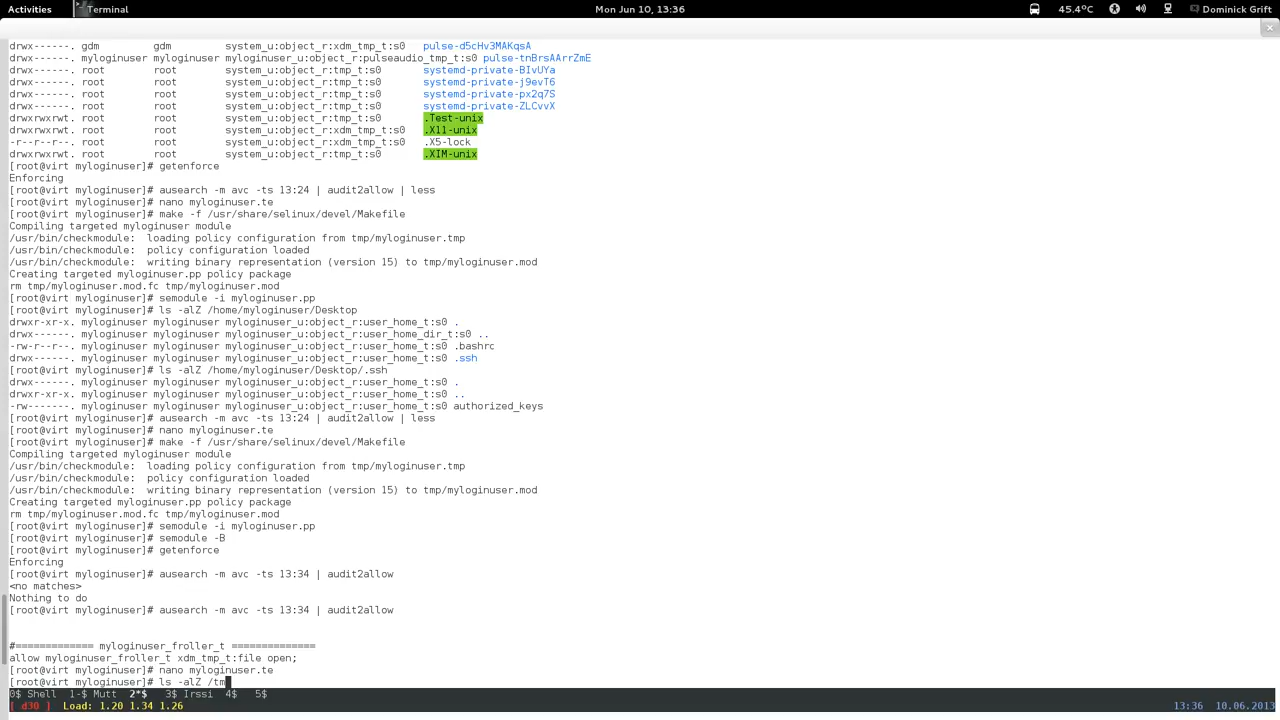 Activities Terminal Mon Jun 10, 13:36 45.4°C Dominick Grift
drwx------. gdm gdm system_u:object_r:xdm_tmp_t:s0 pulse-d5cHv3MAKqsA
drwx------. myloginuser myloginuser myloginuser_u:object_r:pulseaudio_tmp_t:s0 pulse-tnBrsAArrZmE
drwx------. root root system_u:object_r:tmp_t:s0 systemd-private-BIvUYa
drwx------. root root system_u:object_r:tmp_t:s0 systemd-private-j9evT6
drwx------. root root system_u:object_r:tmp_t:s0 systemd-private-px2q7S
drwx------. root root system_u:object_r:tmp_t:s0 systemd-private-ZLCvvX
drwxrwxrwt. root root system_u:object_r:tmp_t:s0 .Test-unix
drwxrwxrwt. root root system_u:object_r:xdm_tmp_t:s0 .X11-unix
-r--r--r--. root root system_u:object_r:xdm_tmp_t:s0 .X5-lock
drwxrwxrwt. root root system_u:object_r:tmp_t:s0 .XIM-unix
[root@virt myloginuser]# getenforce
Enforcing
[root@virt myloginuser]# ausearch -m avc -ts 13:24 | audit2allow | less
[root@virt myloginuser]# nano myloginuser.te
[root@virt myloginuser]# make -f /usr/share/selinux/devel/Makefile
Compiling targeted myloginuser module
/usr/bin/checkmodule: loading policy configuration from tmp/myloginuser.tmp
/usr/bin/checkmodule: policy configuration loaded
/usr/bin/checkmodule: writing binary representation (version 15) to tmp/myloginuser.mod
Creating targeted myloginuser.pp policy package
rm tmp/myloginuser.mod.fc tmp/myloginuser.mod
[root@virt myloginuser]# semodule -i myloginuser.pp
[root@virt myloginuser]# ls -alZ /home/myloginuser/Desktop
drwxr-xr-x. myloginuser myloginuser myloginuser_u:object_r:user_home_t:s0 .
drwx------. myloginuser myloginuser myloginuser_u:object_r:user_home_dir_t:s0 ..
-rw-r--r--. myloginuser myloginuser myloginuser_u:object_r:user_home_t:s0 .bashrc
drwx------. myloginuser myloginuser myloginuser_u:object_r:user_home_t:s0 .ssh
[root@virt myloginuser]# ls -alZ /home/myloginuser/Desktop/.ssh
drwx------. myloginuser myloginuser myloginuser_u:object_r:user_home_t:s0 .
drwxr-xr-x. myloginuser myloginuser myloginuser_u:object_r:user_home_t:s0 ..
-rw-------. myloginuser myloginuser myloginuser_u:object_r:user_home_t:s0 authorized_keys
[root@virt myloginuser]# ausearch -m avc -ts 13:24 | audit2allow | less
[root@virt myloginuser]# nano myloginuser.te
[root@virt myloginuser]# make -f /usr/share/selinux/devel/Makefile
Compiling targeted myloginuser module
/usr/bin/checkmodule: loading policy configuration from tmp/myloginuser.tmp
/usr/bin/checkmodule: policy configuration loaded
/usr/bin/checkmodule: writing binary representation (version 15) to tmp/myloginuser.mod
Creating targeted myloginuser.pp policy package
rm tmp/myloginuser.mod.fc tmp/myloginuser.mod
[root@virt myloginuser]# semodule -i myloginuser.pp
[root@virt myloginuser]# semodule -B
[root@virt myloginuser]# getenforce
Enforcing
[root@virt myloginuser]# ausearch -m avc -ts 13:34 | audit2allow
<no matches>
Nothing to do
[root@virt myloginuser]# ausearch -m avc -ts 13:34 | audit2allow
#============= myloginuser_froller_t ==============
allow myloginuser_froller_t xdm_tmp_t:file open;
[root@virt myloginuser]# nano myloginuser.te
[root@virt myloginuser]# ls -alZ /tm
0$ Shell 1-$ Mutt 2*$ 3$ Irssi 4$ 5$
[ d30 ] Load: 1.20 1.34 1.26 13:36 10.06.2013